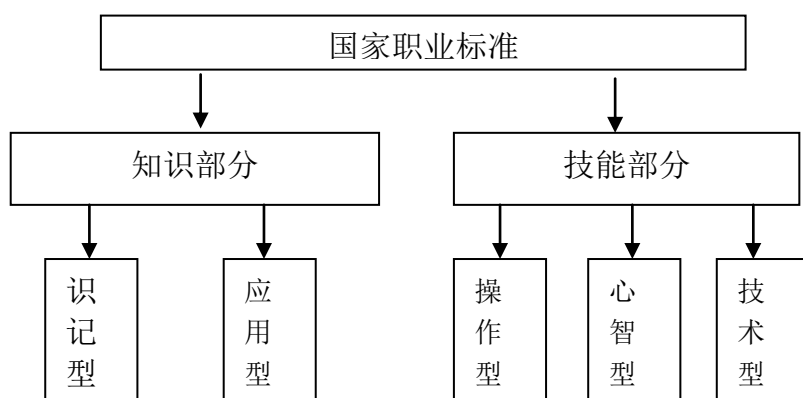 国家职业标准
知识部分
技能部分
识记型
应用型
操作型
心智型
技术型